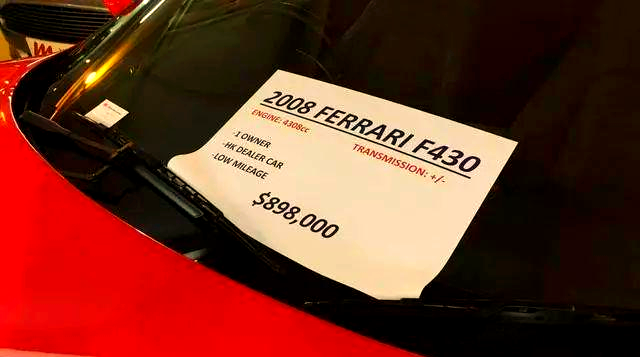 2008 FERRARI F430
ENGINE: 4308cc
TRANSMISSION: +/-
-1 OWNER
-HK DEALER CAR
-LOW MILEAGE
$898,000